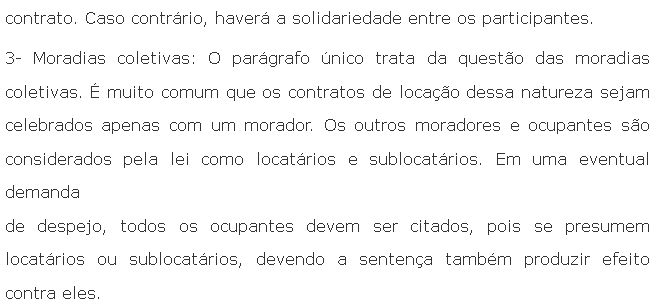 contrato. Caso contrário, haverá a solidariedade entre os participantes.
3- Moradias coletivas: O parágrafo único trata da questão das moradias
coletivas. É muito comum que os contratos de locação dessa natureza sejam
celebrados apenas com um morador. Os outros moradores e ocupantes são
considerados pela lei como locatários e sublocatários. Em uma eventual
demanda
de despejo, todos os ocupantes devem ser citados, pois se presumem
locatários ou sublocatários, devendo a sentença também produzir efeito
contra eles.